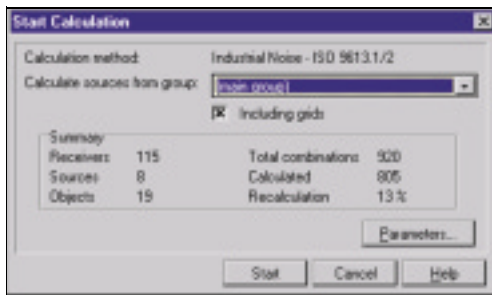 Start Calculation
Calculation method: Industrial Noise - ISO 9613.1/2
Calculate sources from group: [main group]
Including grids
Summary
Receivers 115 Total combinations 920
Sources 8 Calculated 805
Objects 19 Recalculation 13 %
Parameters...
Start Cancel Help